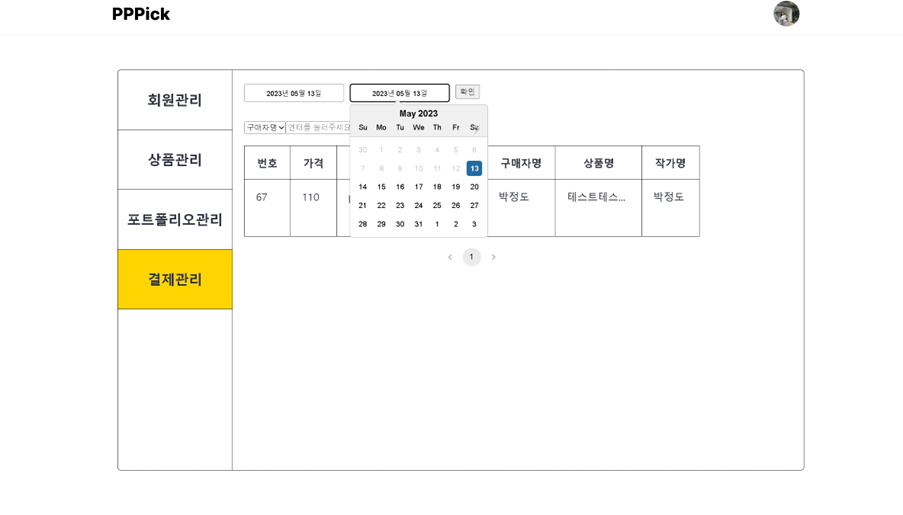 PPPick
회원관리
상품관리
포트폴리오관리
결제관리
2023년 05월 13일
2023년 05월 13일
확인
구매자명
엔터를 눌러주세요
May 2023
Su Mo Tu We Th Fr Sa
30 1 2 3 4 5 6
7 8 9 10 11 12 13
14 15 16 17 18 19 20
21 22 23 24 25 26 27
28 29 30 31 1 2 3
번호 가격 구매자명 상품명 작가명
67 110 박정도 테스트테스... 박정도
1